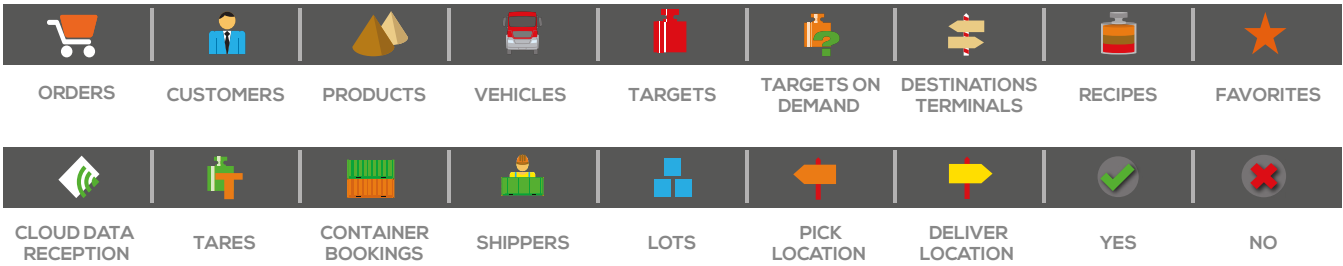 ORDERS
CUSTOMERS
PRODUCTS
VEHICLES
TARGETS
TARGETS ON
DEMAND
DESTINATIONS
TERMINALS
RECIPES
FAVORITES
CLOUD DATA
RECEPTION
TARES
CONTAINER
BOOKINGS
SHIPPERS
LOTS
PICK
LOCATION
DELIVER
LOCATION
YES
NO